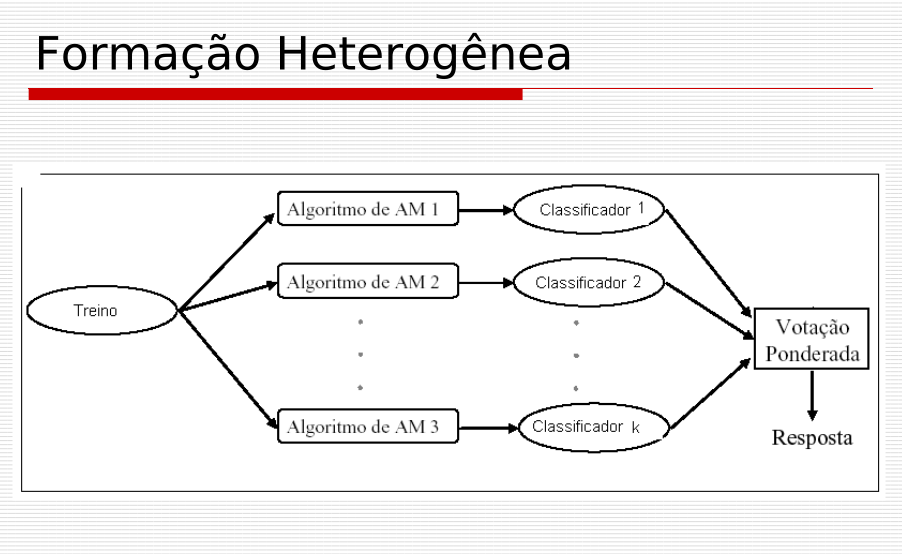 Formação Heterogênea
Algoritmo de AM 1
Classificador 1
Algoritmo de AM 2
Classificador 2
Treino
Votação
Ponderada
Algoritmo de AM 3
Classificador k
Resposta